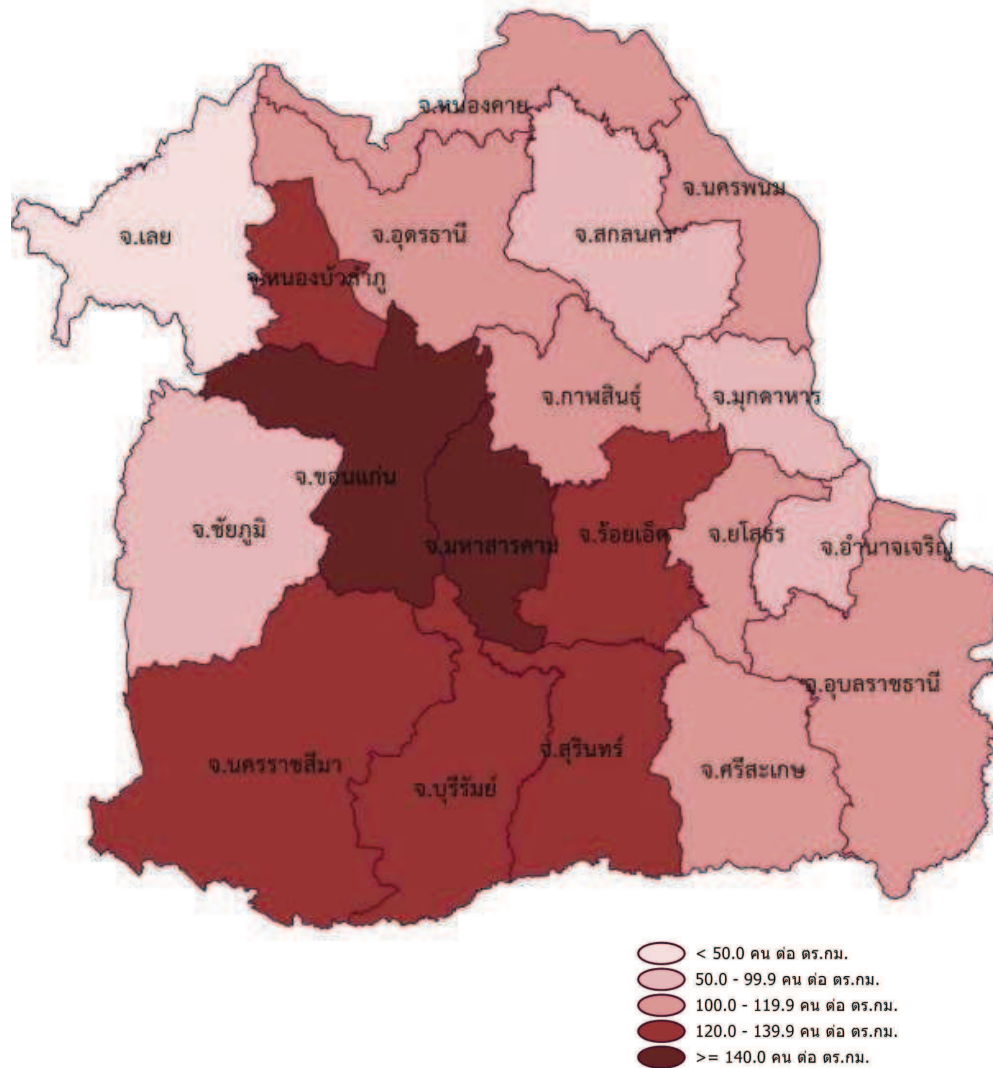 จ.หนองคาย
จ.นครพนม
จ.เลย
จ.อุดรธานี
จ.สกลนคร
จ.หนองบัวลำภู
จ.กาฬสินธุ์
จ.มุกดาหาร
จ.ขอนแก่น
จ.ชัยภูมิ
จ.มหาสารคาม
จ.ร้อยเอ็ด
จ.ยโสธร
จ.อำนาจเจริญ
จ.อุบลราชธานี
จ.นครราชสีมา
จ.บุรีรัมย์
จ.สุรินทร์
จ.ศรีสะเกษ
< 50.0 คน ต่อ ตร.กม.
50.0 - 99.9 คน ต่อ ตร.กม.
100.0 - 119.9 คน ต่อ ตร.กม.
120.0 - 139.9 คน ต่อ ตร.กม.
>= 140.0 คน ต่อ ตร.กม.